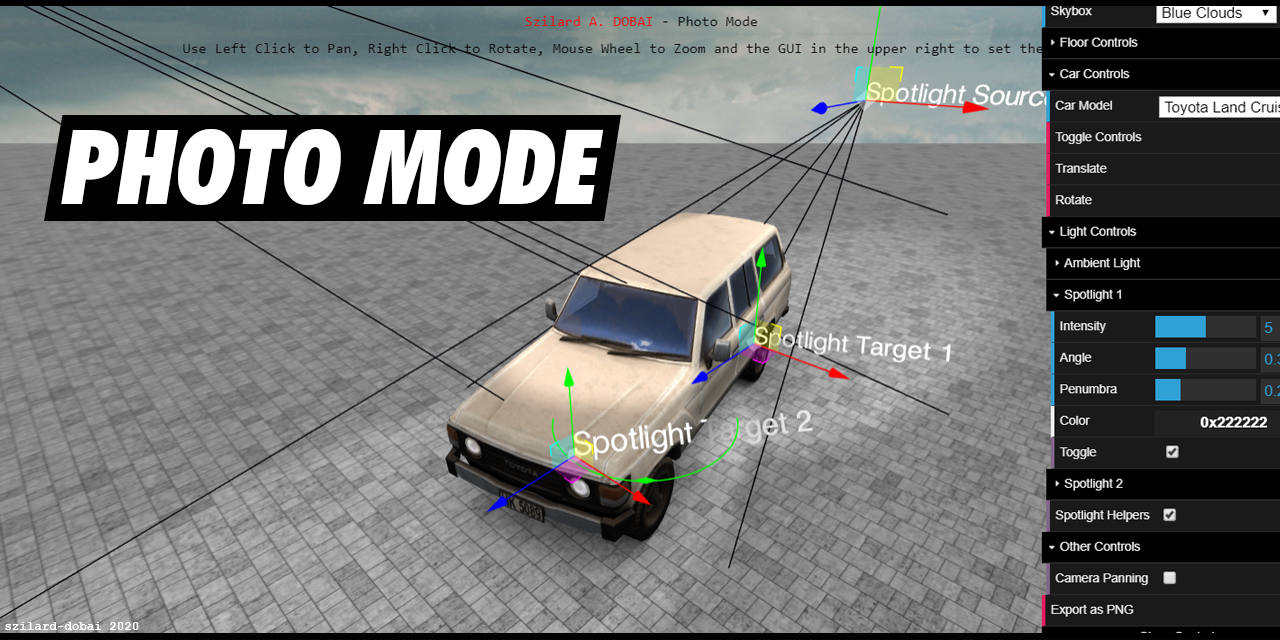 Szilard A. DOBAI - Photo Mode
Use Left Click to Pan, Right Click to Rotate, Mouse Wheel to Zoom and the GUI in the upper right to set the
PHOTO MODE
Spotlight Source
Spotlight Target 1
Spotlight Target 2
TOYOTA
5089
szilard-dobai 2020
Skybox Blue Clouds
Floor Controls
Car Controls
Car Model Toyota Land Cruis
Toggle Controls
Translate
Rotate
Light Controls
Ambient Light
Spotlight 1
Intensity 5
Angle 0.3
Penumbra 0.2
Color 0x222222
Toggle
Spotlight 2
Spotlight Helpers
Other Controls
Camera Panning
Export as PNG